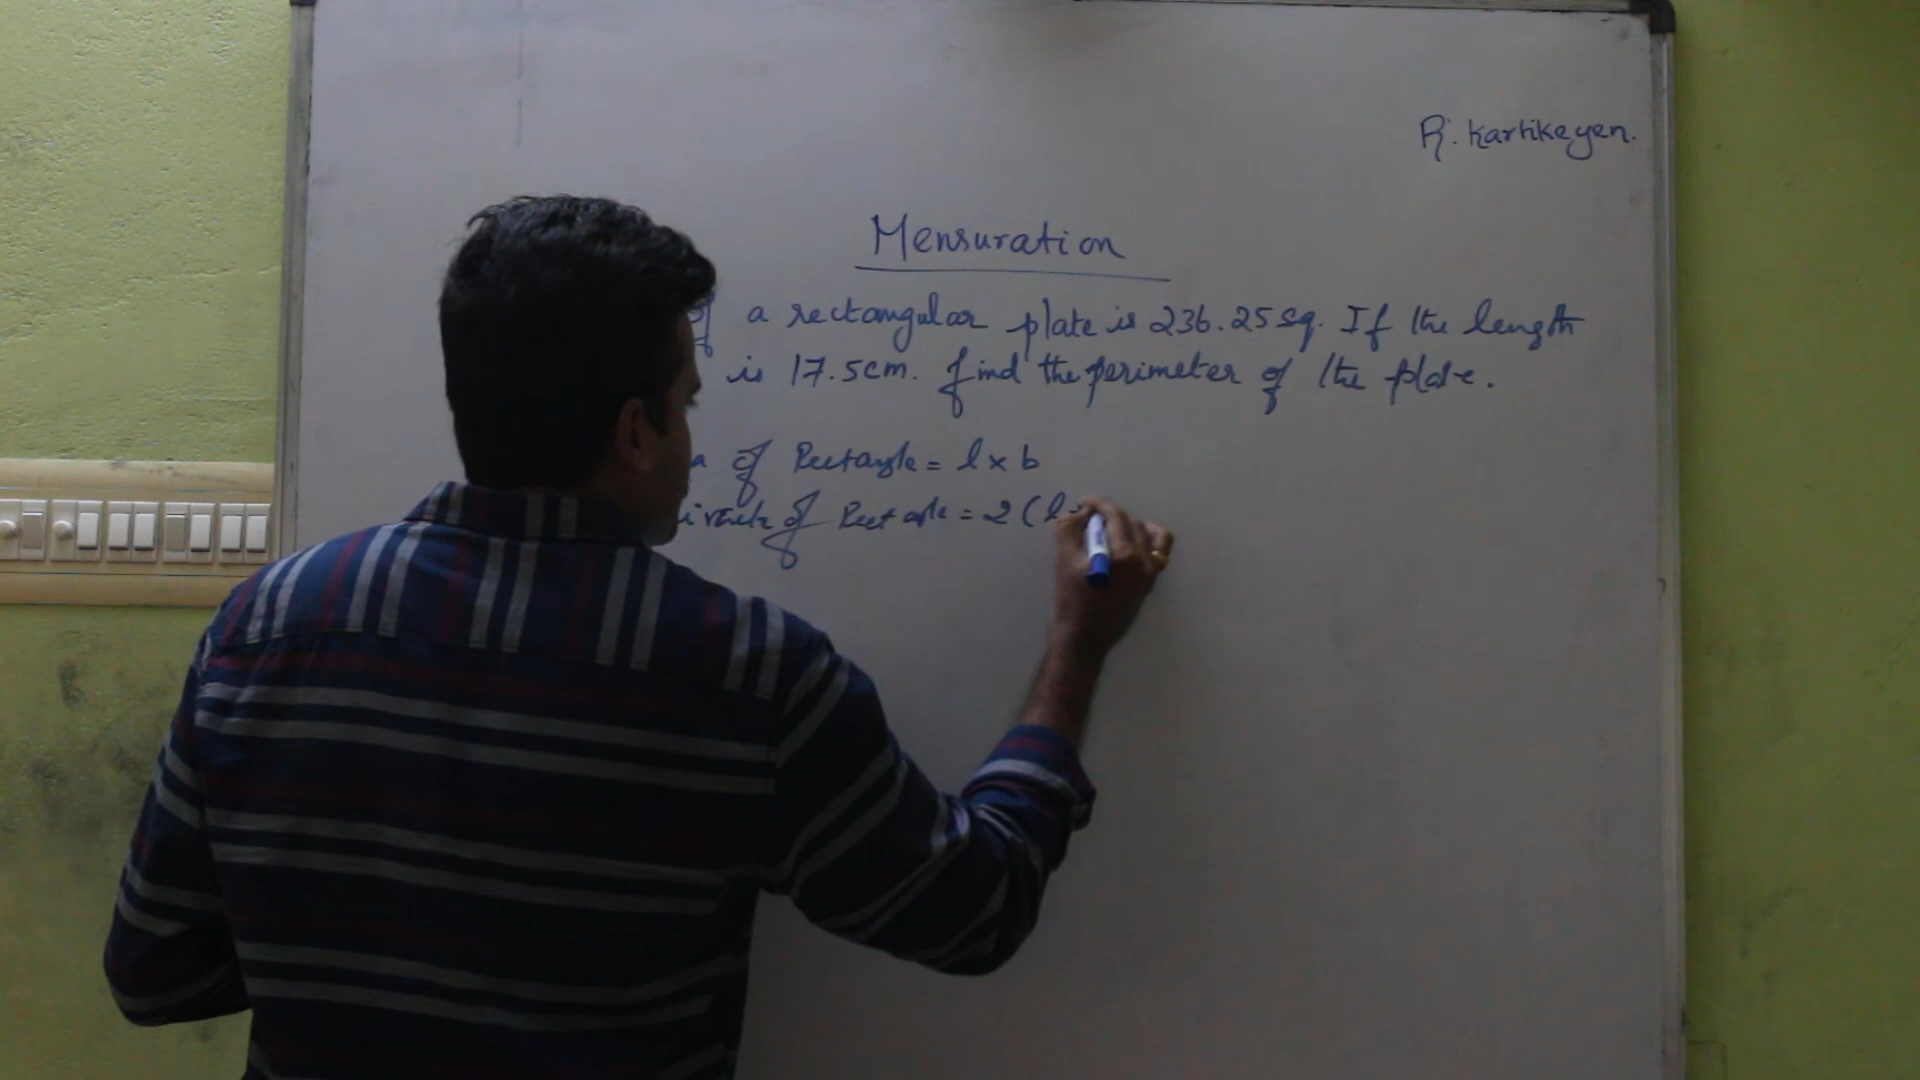 R. Kartikeyen.
Mensuration
of a rectangular plate is 236.25 sq. If the length
is 17.5cm. find the perimeter of the plate.
of Rectangle = l × b
of Rectangle = 2 (l